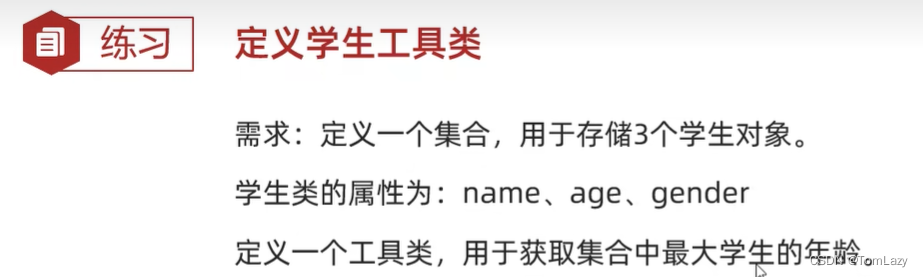 练习
定义学生工具类
需求：定义一个集合，用于存储3个学生对象。
学生类的属性为：name、age、gender
定义一个工具类，用于获取集合中最大学生的年龄。
CSDN @TomLazy